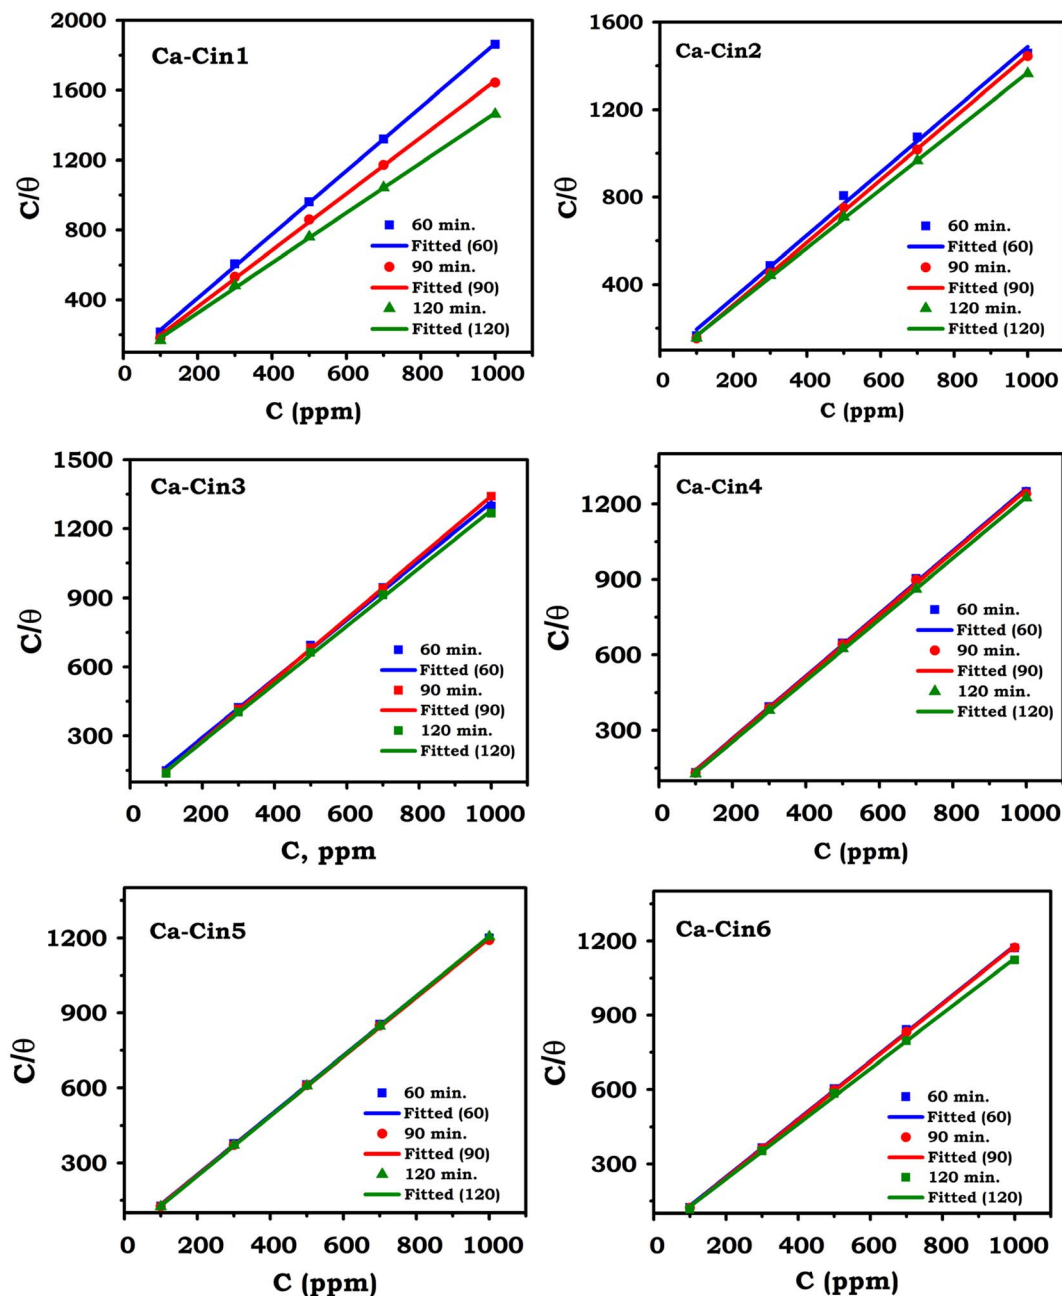 Ca-Cin1
C/θ
2000
1600
1200
800
400
60 min.
Fitted (60)
90 min.
Fitted (90)
120 min.
Fitted (120)
0 200 400 600 800 1000
C (ppm)
Ca-Cin2
C/θ
1600
1200
800
400
60 min.
Fitted (60)
90 min.
Fitted (90)
120 min.
Fitted (120)
0 200 400 600 800 1000
C (ppm)
Ca-Cin3
C/θ
1500
1200
900
600
300
60 min.
Fitted (60)
90 min.
Fitted (90)
120 min.
Fitted (120)
0 200 400 600 800 1000
C, ppm
Ca-Cin4
C/θ
1200
900
600
300
60 min.
Fitted (60)
90 min.
Fitted (90)
120 min.
Fitted (120)
0 200 400 600 800 1000
C (ppm)
Ca-Cin5
C/θ
1200
900
600
300
60 min.
Fitted (60)
90 min.
Fitted (90)
120 min.
Fitted (120)
0 200 400 600 800 1000
C (ppm)
Ca-Cin6
C/θ
1200
900
600
300
60 min.
Fitted (60)
90 min.
Fitted (90)
120 min.
Fitted (120)
0 200 400 600 800 1000
C (ppm)